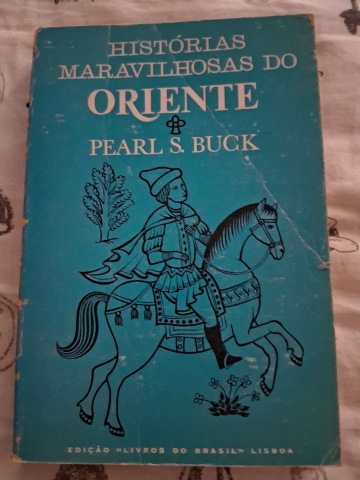 HISTÓRIAS
MARAVILHOSAS DO
ORIENTE
PEARL S. BUCK
EDIÇÃO «LIVROS DO BRASIL» LISBOA